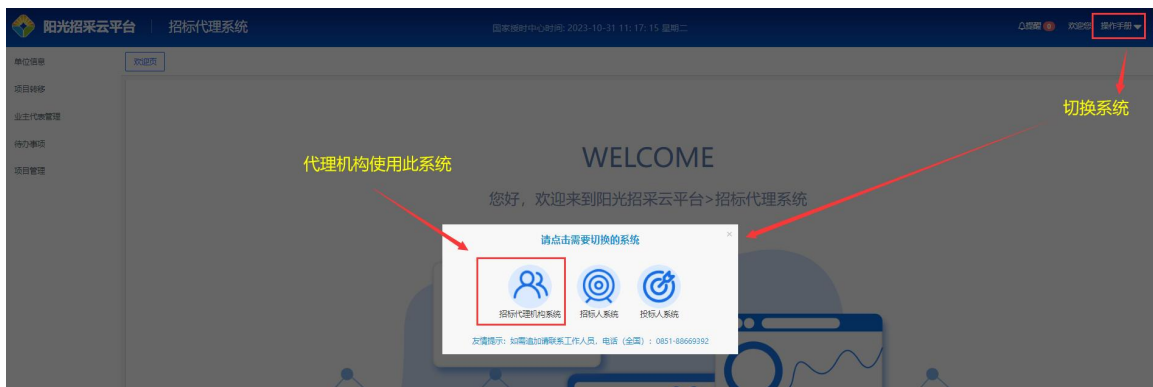 阳光招采云平台 招标代理系统 国家授时中心时间: 2023-10-31 11: 17: 15 星期二 提醒 0 欢迎您 操作手册
单位信息 欢迎页
项目转移
业主代表管理
待办事项
项目管理
切换系统
代理机构使用此系统
WELCOME
您好，欢迎来到阳光招采云平台>招标代理系统
请点击需要切换的系统 ×
招标代理机构系统 招标人系统 投标人系统
友情提示：如需追加请联系工作人员，电话（全国）：0851-88669392